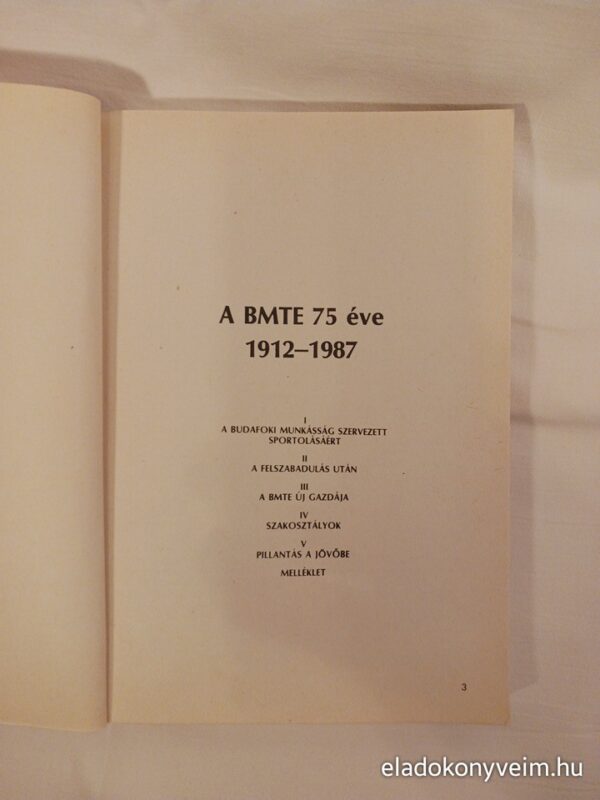 A BMTE 75 éve
1912–1987
I
A BUDAFOKI MUNKÁSSÁG SZERVEZETT
SPORTOLÁSÁÉRT
II
A FELSZABADULÁS UTÁN
III
A BMTE ÚJ GAZDÁJA
IV
SZAKOSZTÁLYOK
V
PILLANTÁS A JÖVŐBE
MELLÉKLET
3
eladokonyveim.hu